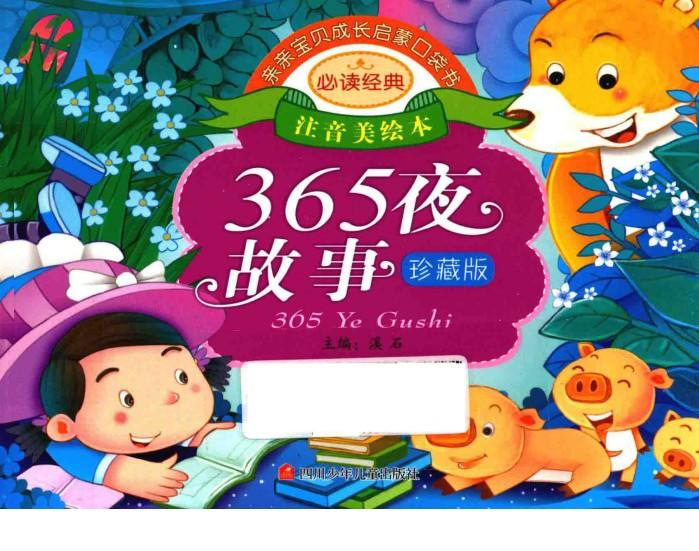 亲亲宝贝成长启蒙口袋书
必读经典
注音美绘本
365夜
故事
珍藏版
365 Ye Gushi
主编：溪石
四川少年儿童出版社